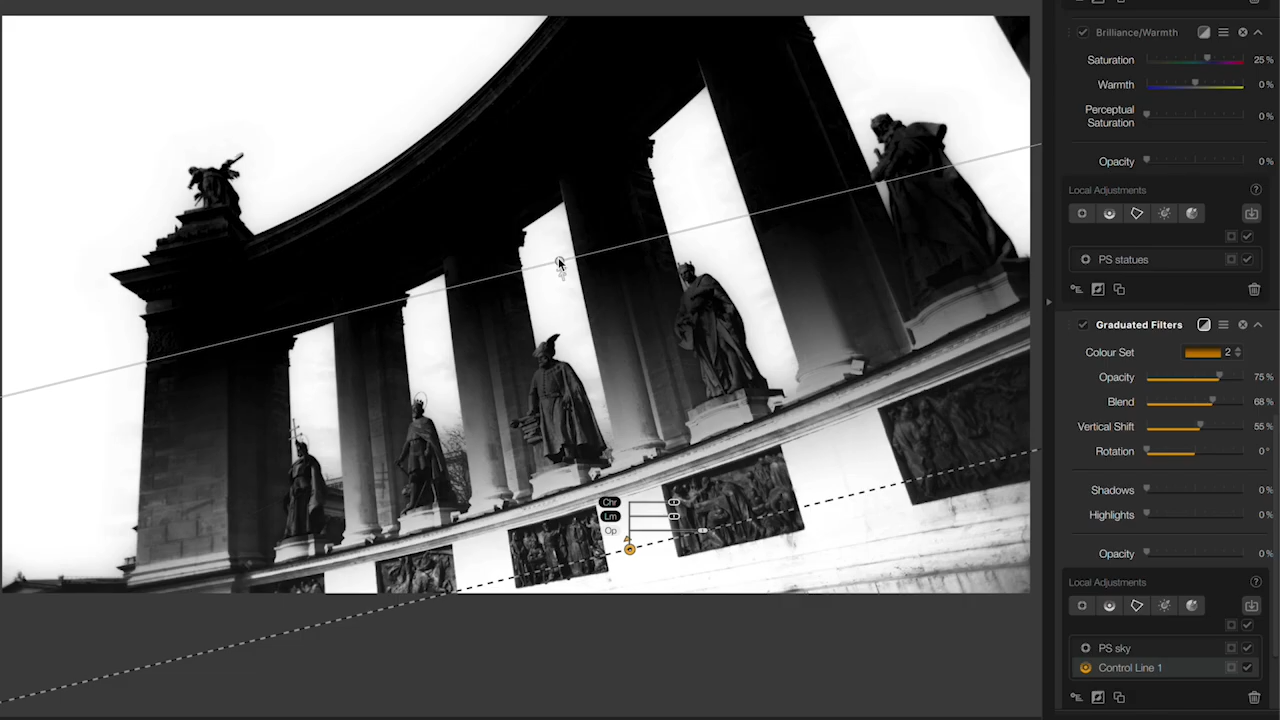 Brilliance/Warmth
Saturation 25 %
Warmth 0 %
Perceptual
Saturation 0 %
Opacity 0 %
Local Adjustments ?
PS statues
Graduated Filters
Colour Set 2
Opacity 75 %
Blend 68 %
Vertical Shift 55 %
Rotation 0 °
Shadows 0 %
Highlights 0 %
Opacity 0 %
Local Adjustments ?
PS sky
Control Line 1
Chr
Lm
Op